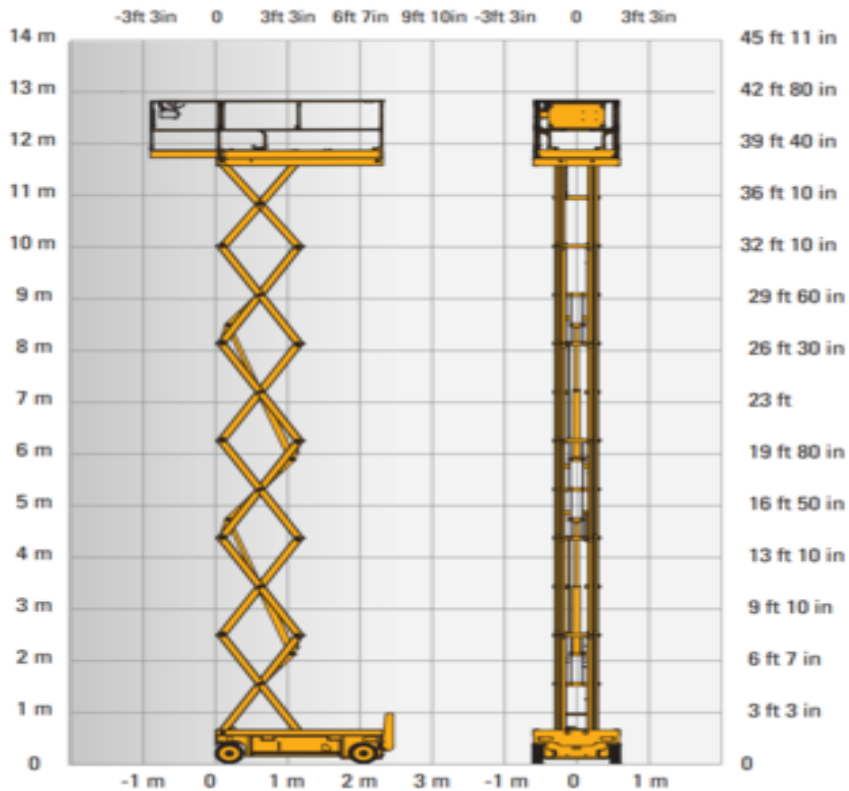 -3ft 3in 0 3ft 3in 6ft 7in 9ft 10in -3ft 3in 0 3ft 3in
14 m 45 ft 11 in
13 m 42 ft 80 in
12 m 39 ft 40 in
11 m 36 ft 10 in
10 m 32 ft 10 in
9 m 29 ft 60 in
8 m 26 ft 30 in
7 m 23 ft
6 m 19 ft 80 in
5 m 16 ft 50 in
4 m 13 ft 10 in
3 m 9 ft 10 in
2 m 6 ft 7 in
1 m 3 ft 3 in
0 0
-1 m 0 1 m 2 m 3 m -1 m 0 1 m